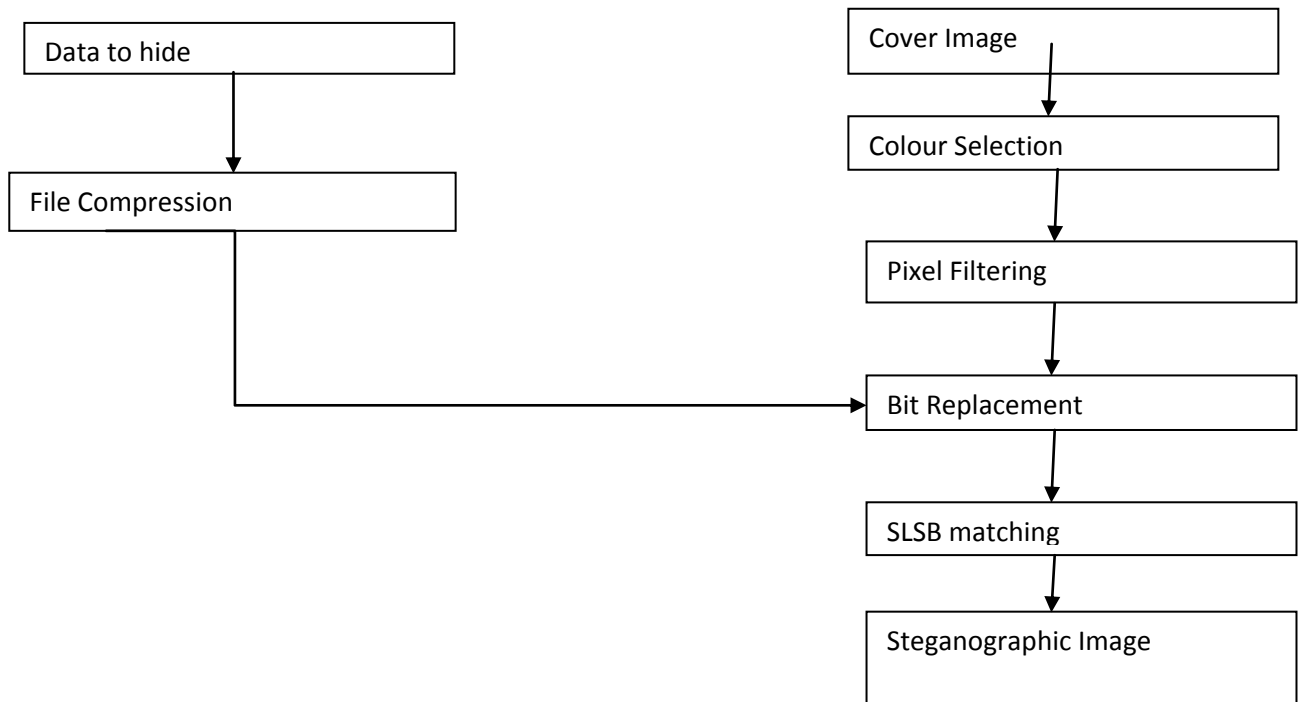 Data to hide
File Compression
Cover Image
Colour Selection
Pixel Filtering
Bit Replacement
SLSB matching
Steganographic Image